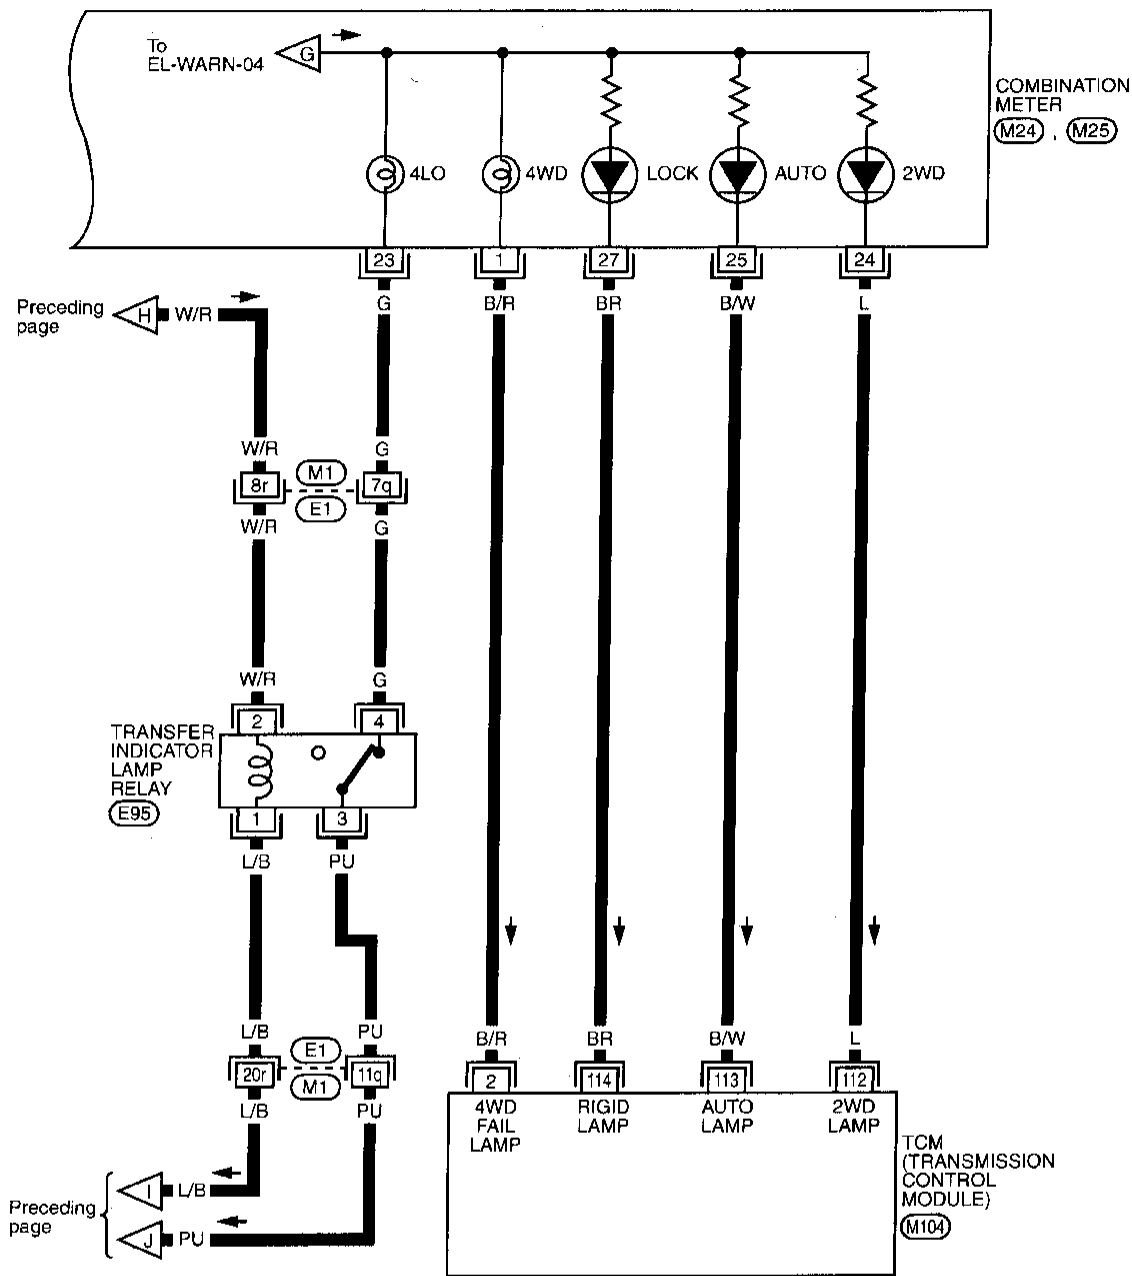 To
EL-WARN-04
G
COMBINATION
METER
M24 , M25
4LO
4WD
LOCK
AUTO
2WD
23
1
27
25
24
G
B/R
BR
B/W
L
Preceding
page
H
W/R
W/R
G
8r
M1
E1
7q
W/R
G
W/R
G
2
4
TRANSFER
INDICATOR
LAMP
RELAY
E95
1
3
L/B
PU
L/B
PU
B/R
BR
B/W
L
20r
E1
M1
11q
2
114
113
112
L/B
PU
4WD
FAIL
LAMP
RIGID
LAMP
AUTO
LAMP
2WD
LAMP
TCM
(TRANSMISSION
CONTROL
MODULE)
M104
Preceding
page
I
L/B
J
PU